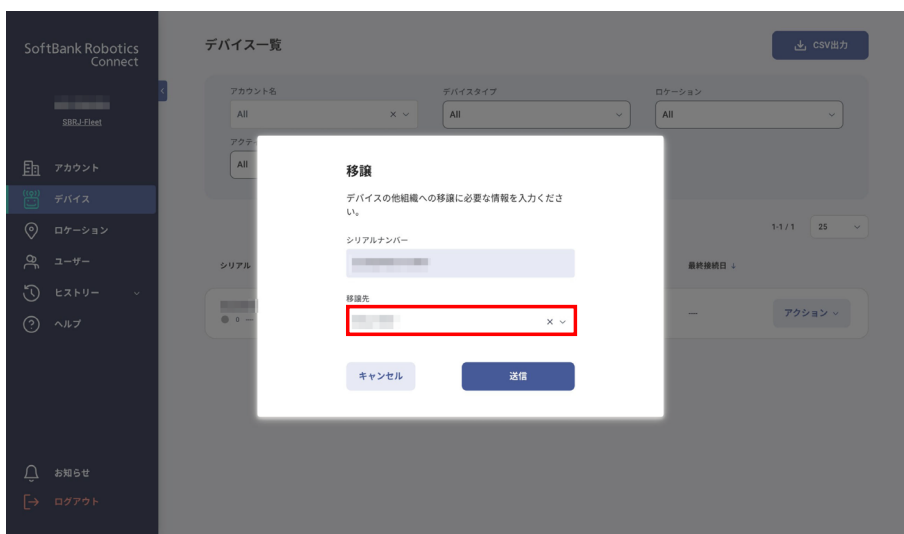 SoftBank Robotics
Connect
SBRJ-Fleet
アカウント
デバイス
ロケーション
ユーザー
ヒストリー
ヘルプ
お知らせ
ログアウト
デバイス一覧
CSV出力
アカウント名
All
デバイスタイプ
All
ロケーション
All
アクテ
All
1-1 / 1
25
シリアル
最終接続日 ↓
0 ---
---
アクション
移譲
デバイスの他組織への移譲に必要な情報を入力くださ
い。
シリアルナンバー
移譲先
キャンセル
送信